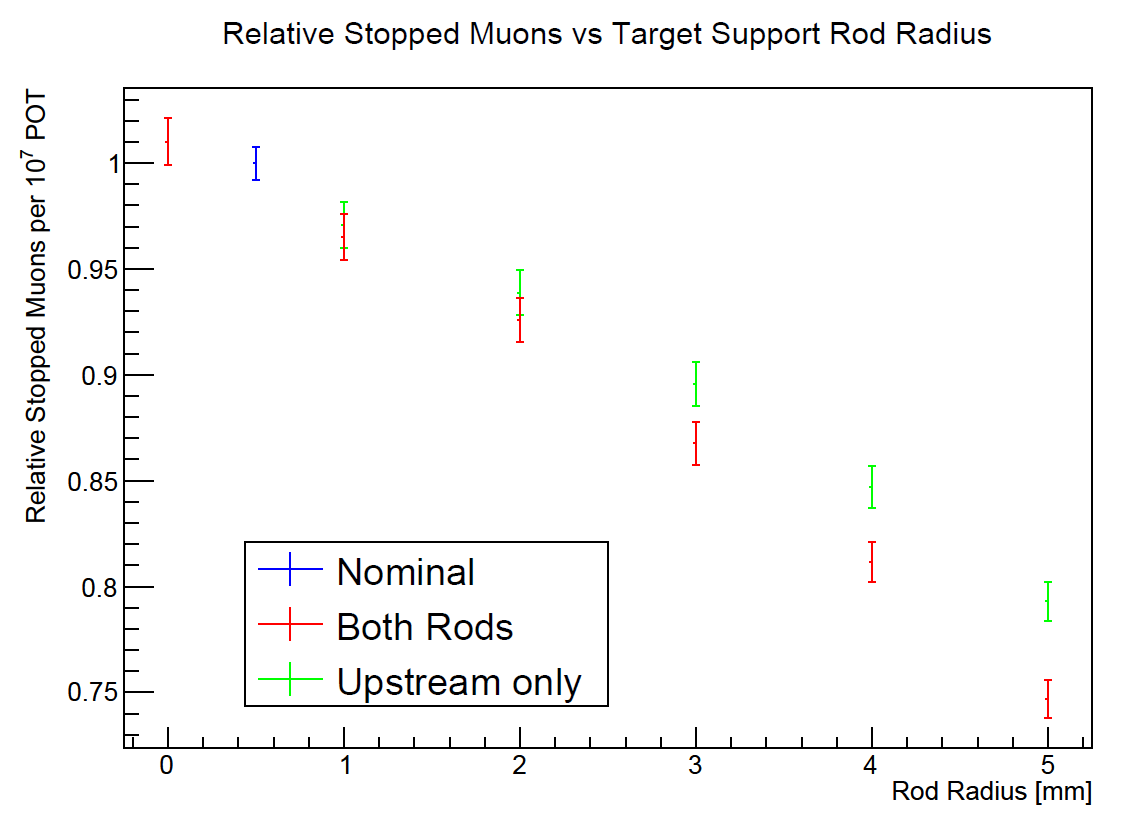 Relative Stopped Muons vs Target Support Rod Radius
Relative Stopped Muons per 10⁷ POT
1
0.95
0.9
0.85
0.8
0.75
Nominal
Both Rods
Upstream only
0 1 2 3 4 5
Rod Radius [mm]